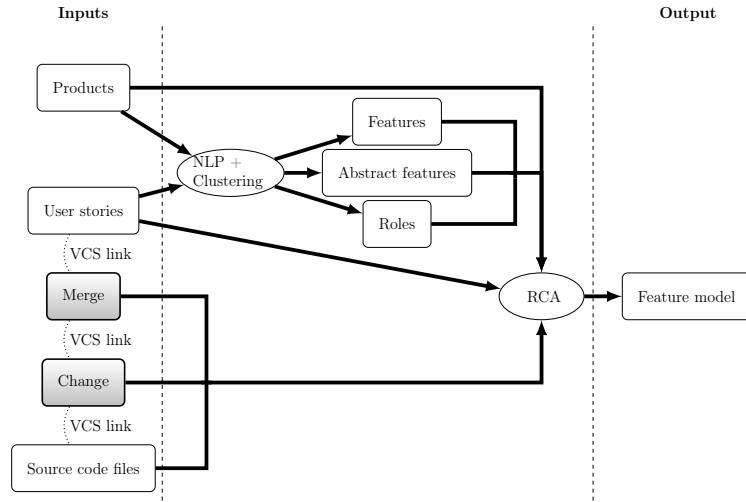 Inputs
Output
Products
Features
NLP +
Clustering
Abstract features
User stories
Roles
VCS link
Merge
RCA
Feature model
VCS link
Change
VCS link
Source code files